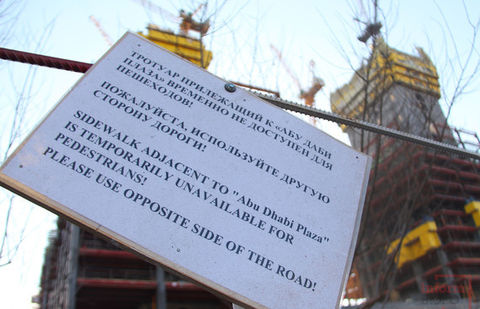 ТРОТУАР ПРИЛЕЖАЩИЙ К «АБУ ДАБИ
ПЛАЗА» ВРЕМЕННО НЕ ДОСТУПЕН ДЛЯ
ПЕШЕХОДОВ!
ПОЖАЛУЙСТА, ИСПОЛЬЗУЙТЕ ДРУГУЮ
СТОРОНУ ДОРОГИ!
SIDEWALK ADJACENT TO "Abu Dhabi Plaza"
IS TEMPORARILY UNAVAILABLE FOR
PEDESTRIANS!
PLEASE USE OPPOSITE SIDE OF THE ROAD!